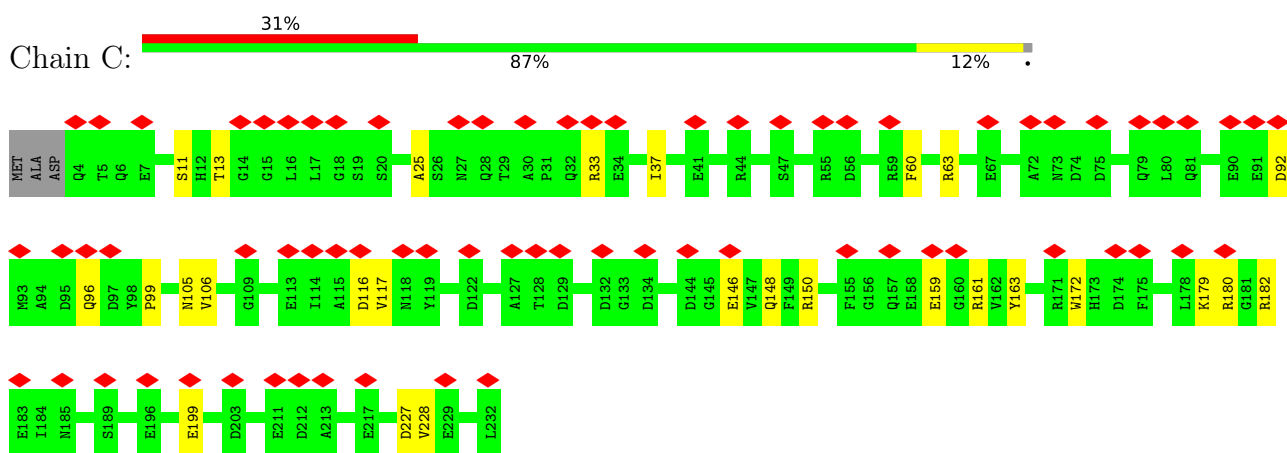 31%
Chain C:
87% 12% •
MET ALA ASP Q4 T5 Q6 E7 S11 H12 T13 G14 G15 L16 L17 G18 S19 S20 A25 S26 N27 Q28 T29 A30 P31 Q32 R33 E34 I37 E41 R44 S47 R55 D56 R59 F60 R63 E67 A72 N73 D74 D75 Q79 L80 Q81 E90 E91 D92
M93 A94 D95 Q96 D97 Y98 P99 N105 V106 G109 E113 I114 A115 D116 V117 N118 Y119 D122 A127 T128 D129 D132 G133 D134 D144 G145 E146 V147 Q148 F149 R150 F155 G156 Q157 E158 E159 G160 R161 V162 Y163 R171 W172 H173 D174 F175 L178 K179 R180 G181 R182
E183 I184 N185 S189 E196 E199 D203 E211 D212 A213 E217 D227 V228 E229 L232